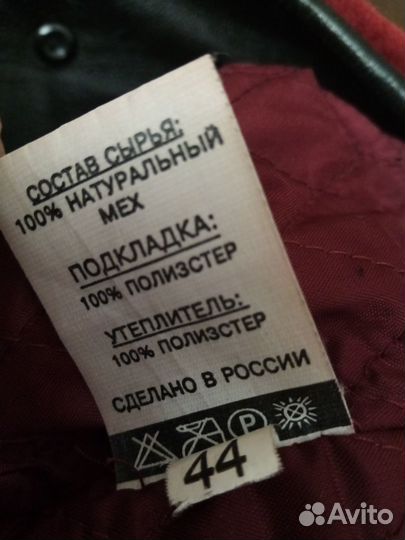 СОСТАВ СЫРЬЯ:
100% НАТУРАЛЬНЫЙ
МЕХ
ПОДКЛАДКА:
100% ПОЛИЭСТЕР
УТЕПЛИТЕЛЬ:
100% ПОЛИЭСТЕР
СДЕЛАНО В РОССИИ
P
44
Avito